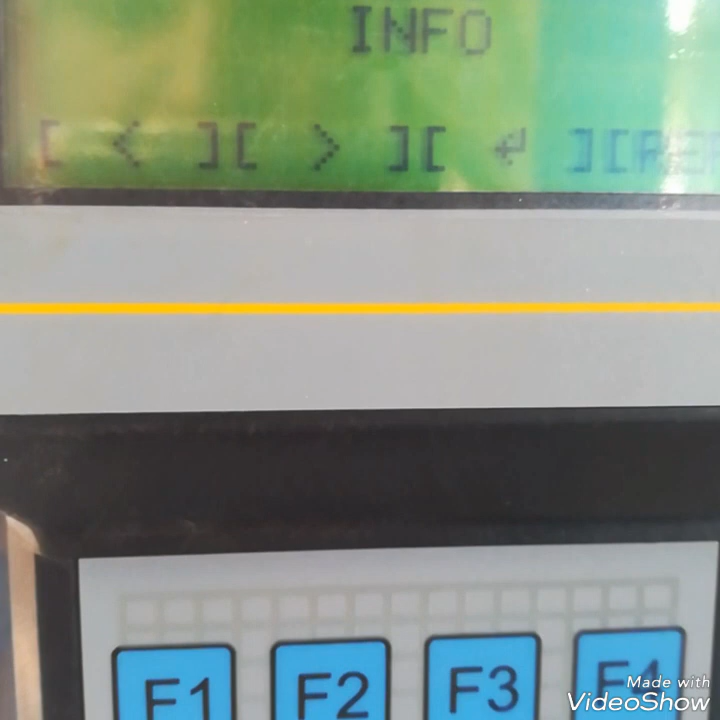 INFO
[ < ][ > ][ ↵ ][
F1 F2 F3 F4
Made with
VideoShow